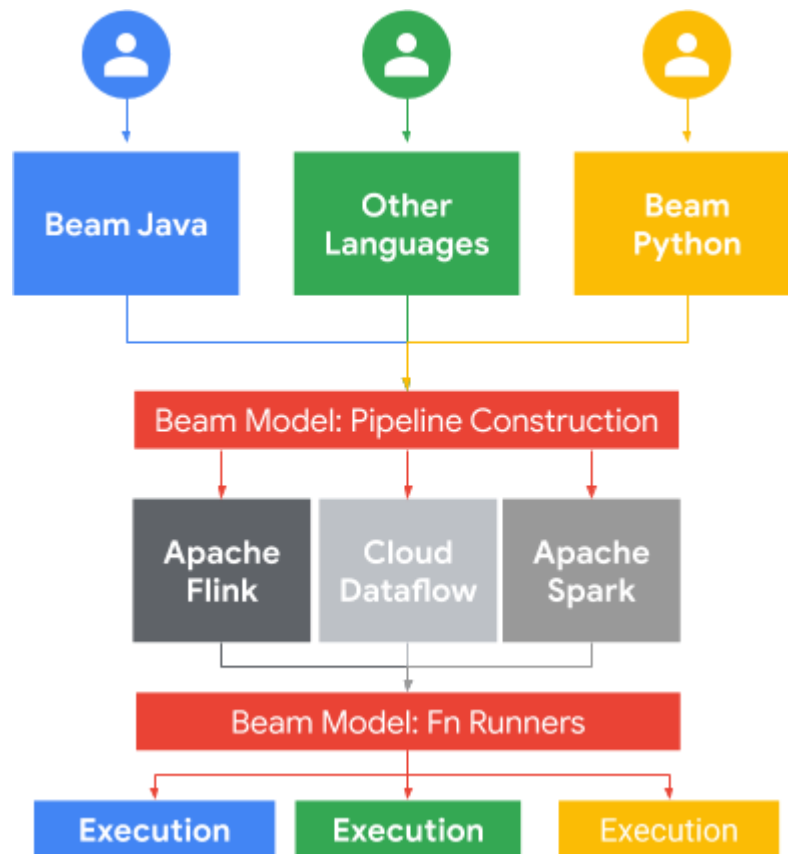 Beam Java
Other
Languages
Beam
Python
Beam Model: Pipeline Construction
Apache
Flink
Cloud
Dataflow
Apache
Spark
Beam Model: Fn Runners
Execution
Execution
Execution